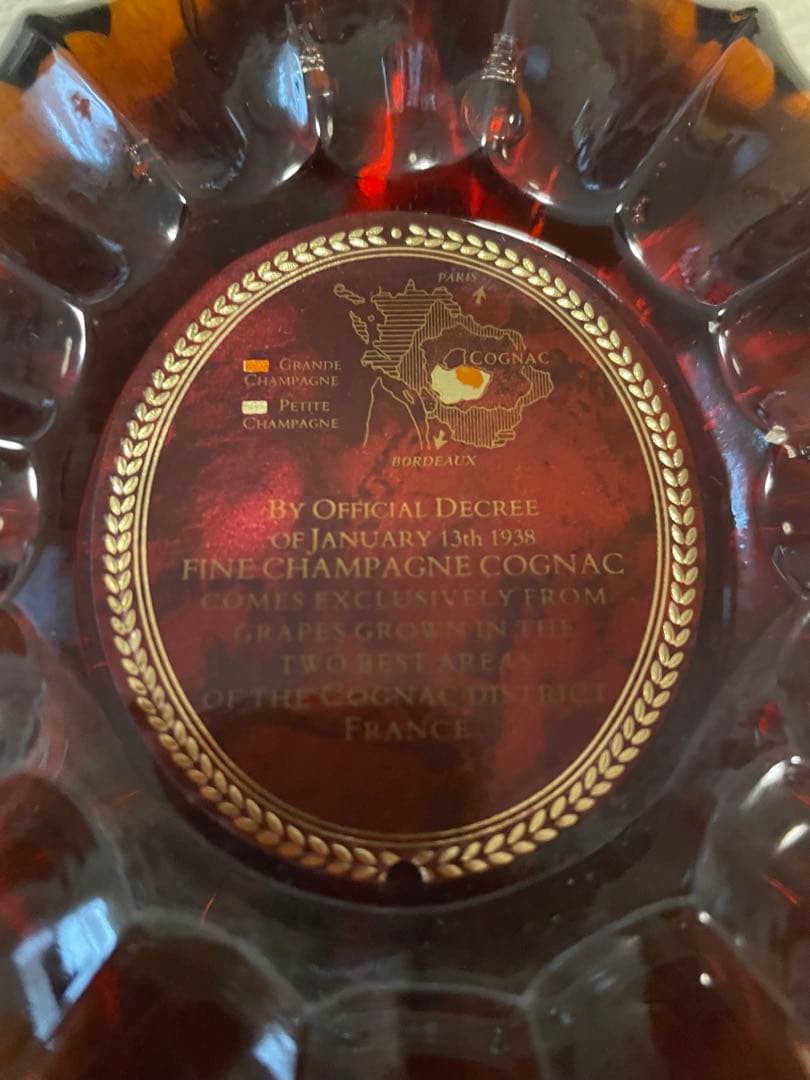 PARIS
COGNAC
GRANDE
CHAMPAGNE
PETITE
CHAMPAGNE
BORDEAUX
BY OFFICIAL DECREE
OF JANUARY 13th 1938
FINE CHAMPAGNE COGNAC
COMES EXCLUSIVELY FROM
GRAPES GROWN IN THE
TWO BEST AREAS
OF THE COGNAC DISTRICT
FRANCE